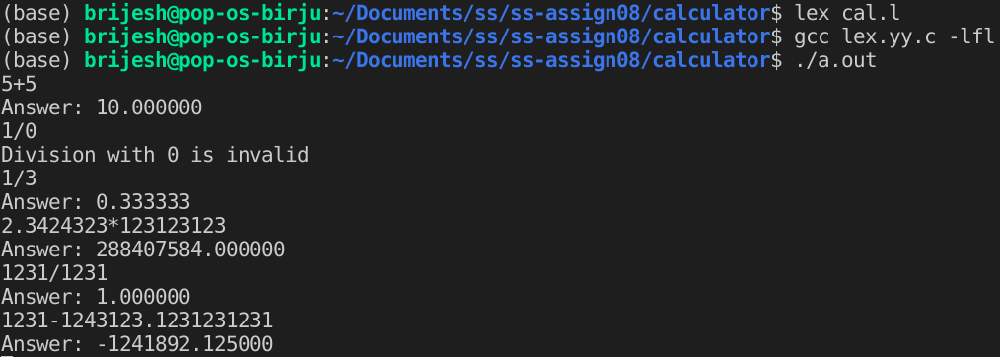 (base) brijesh@pop-os-birju:~/Documents/ss/ss-assign08/calculator$ lex cal.l
(base) brijesh@pop-os-birju:~/Documents/ss/ss-assign08/calculator$ gcc lex.yy.c -lfl
(base) brijesh@pop-os-birju:~/Documents/ss/ss-assign08/calculator$ ./a.out
5+5
Answer: 10.000000
1/0
Division with 0 is invalid
1/3
Answer: 0.333333
2.3424323*123123123
Answer: 288407584.000000
1231/1231
Answer: 1.000000
1231-1243123.1231231231
Answer: -1241892.125000